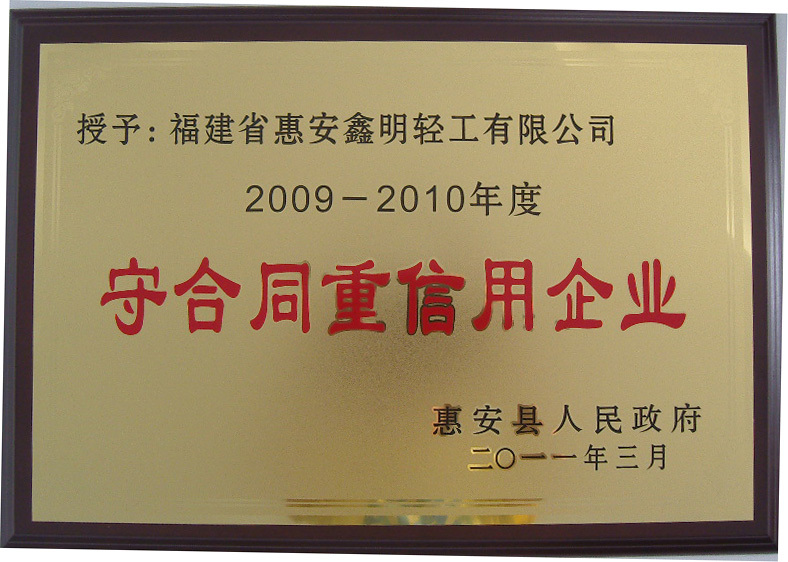 授予：福建省惠安鑫明轻工有限公司
2009－2010年度
守合同重信用企业
惠安县人民政府
二〇一一年三月